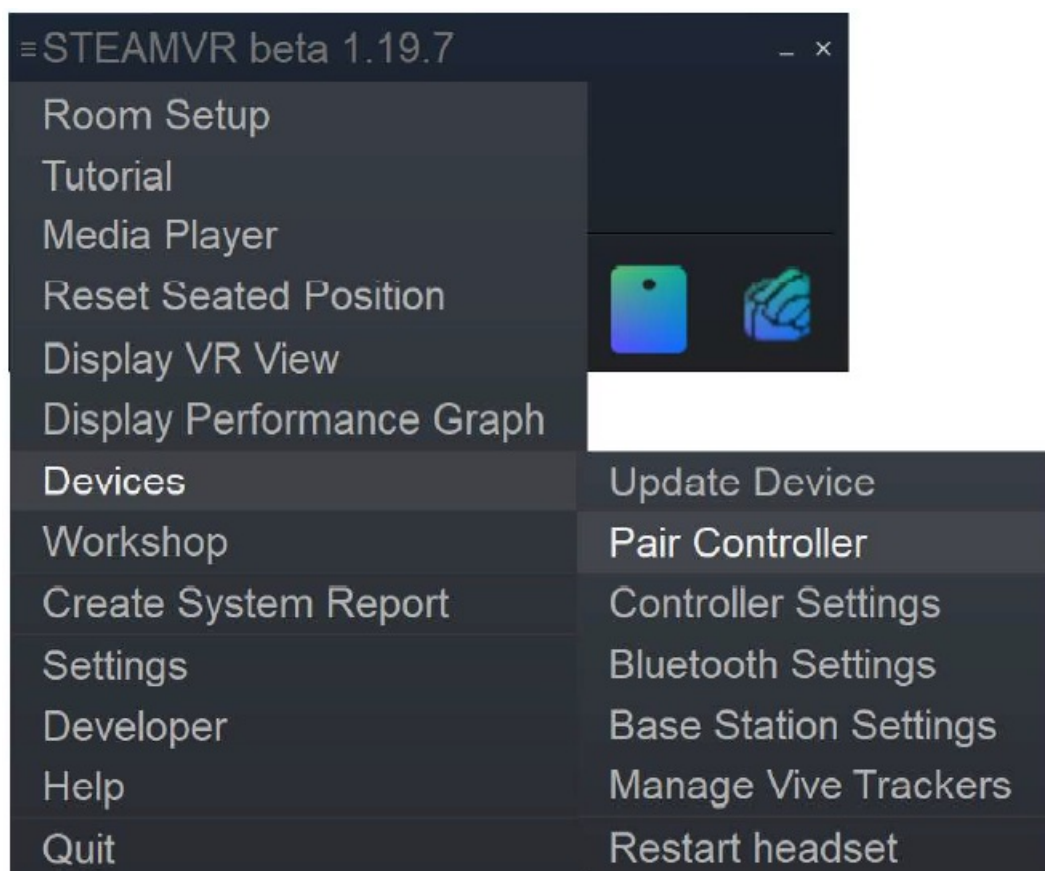 ≡ STEAMVR beta 1.19.7
Room Setup
Tutorial
Media Player
Reset Seated Position
Display VR View
Display Performance Graph
Devices
Workshop
Create System Report
Settings
Developer
Help
Quit
Update Device
Pair Controller
Controller Settings
Bluetooth Settings
Base Station Settings
Manage Vive Trackers
Restart headset